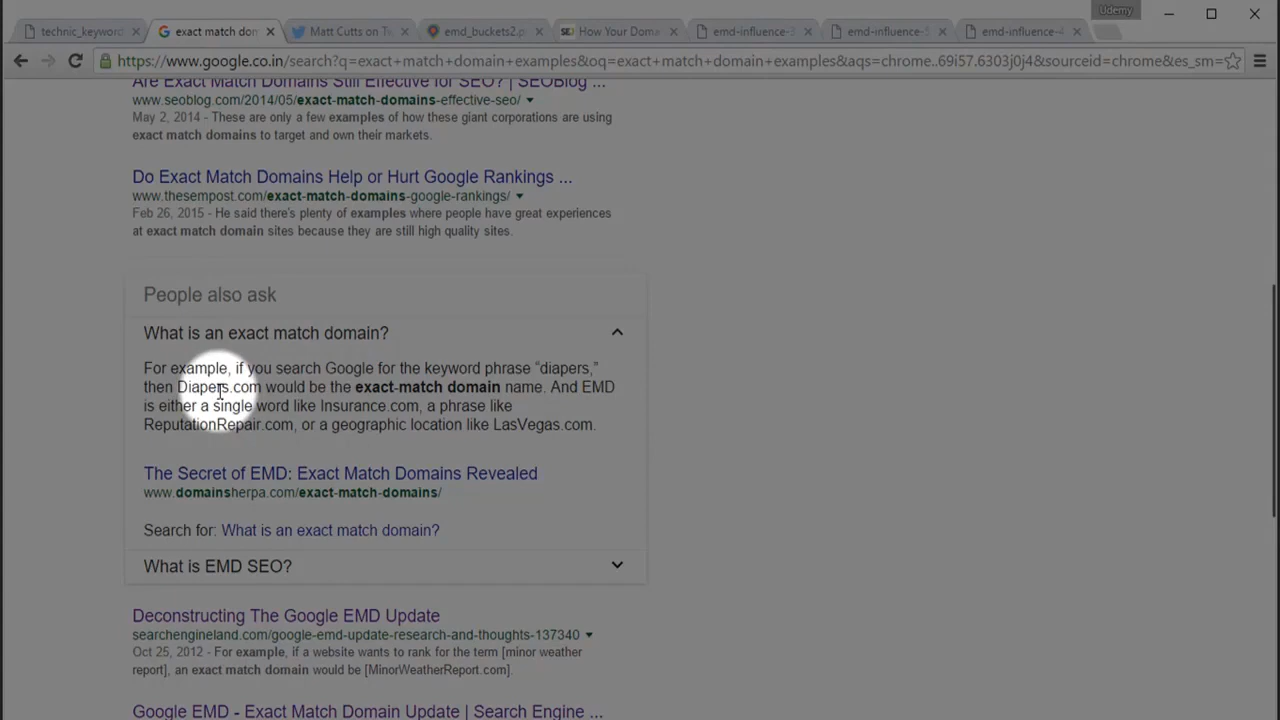 Udemy
technic_keyword
exact match don
Matt Cutts on Tw
emd_buckets2.p
How Your Dom
emd-influence-3
emd-influence-5
emd-influence-4
https://www.google.co.in/search?q=exact+match+domain+examples&oq=exact+match+domain+examples&aqs=chrome..69i57.6303j0j4&sourceid=chrome&es_sm=
Are Exact Match Domains Still Effective for SEO? | SEOBlog ...
www.seoblog.com/2014/05/exact-match-domains-effective-seo/
May 2, 2014 - These are only a few examples of how these giant corporations are using
exact match domains to target and own their markets.
Do Exact Match Domains Help or Hurt Google Rankings ...
www.thesempost.com/exact-match-domains-google-rankings/
Feb 26, 2015 - He said there's plenty of examples where people have great experiences
at exact match domain sites because they are still high quality sites.
People also ask
What is an exact match domain?
For example, if you search Google for the keyword phrase “diapers,”
then Diapers.com would be the exact-match domain name. And EMD
is either a single word like Insurance.com, a phrase like
ReputationRepair.com, or a geographic location like LasVegas.com.
The Secret of EMD: Exact Match Domains Revealed
www.domainsherpa.com/exact-match-domains/
Search for: What is an exact match domain?
What is EMD SEO?
Deconstructing The Google EMD Update
searchengineland.com/google-emd-update-research-and-thoughts-137340
Oct 25, 2012 - For example, if a website wants to rank for the term [minor weather
report], an exact match domain would be [MinorWeatherReport.com].
Google EMD - Exact Match Domain Update | Search Engine ...